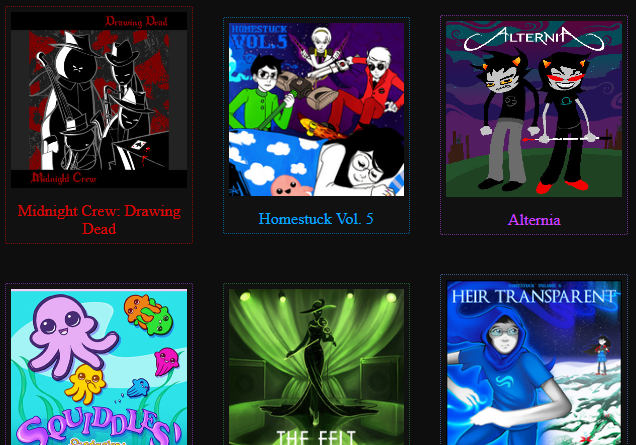 Drawing Dead
Midnight Crew
Midnight Crew: Drawing
Dead
HOMESTUCK
VOL.5
Homestuck Vol. 5
ALTERNIA
Alternia
SQUIDDLES!
THE FELT
HEIR TRANSPARENT